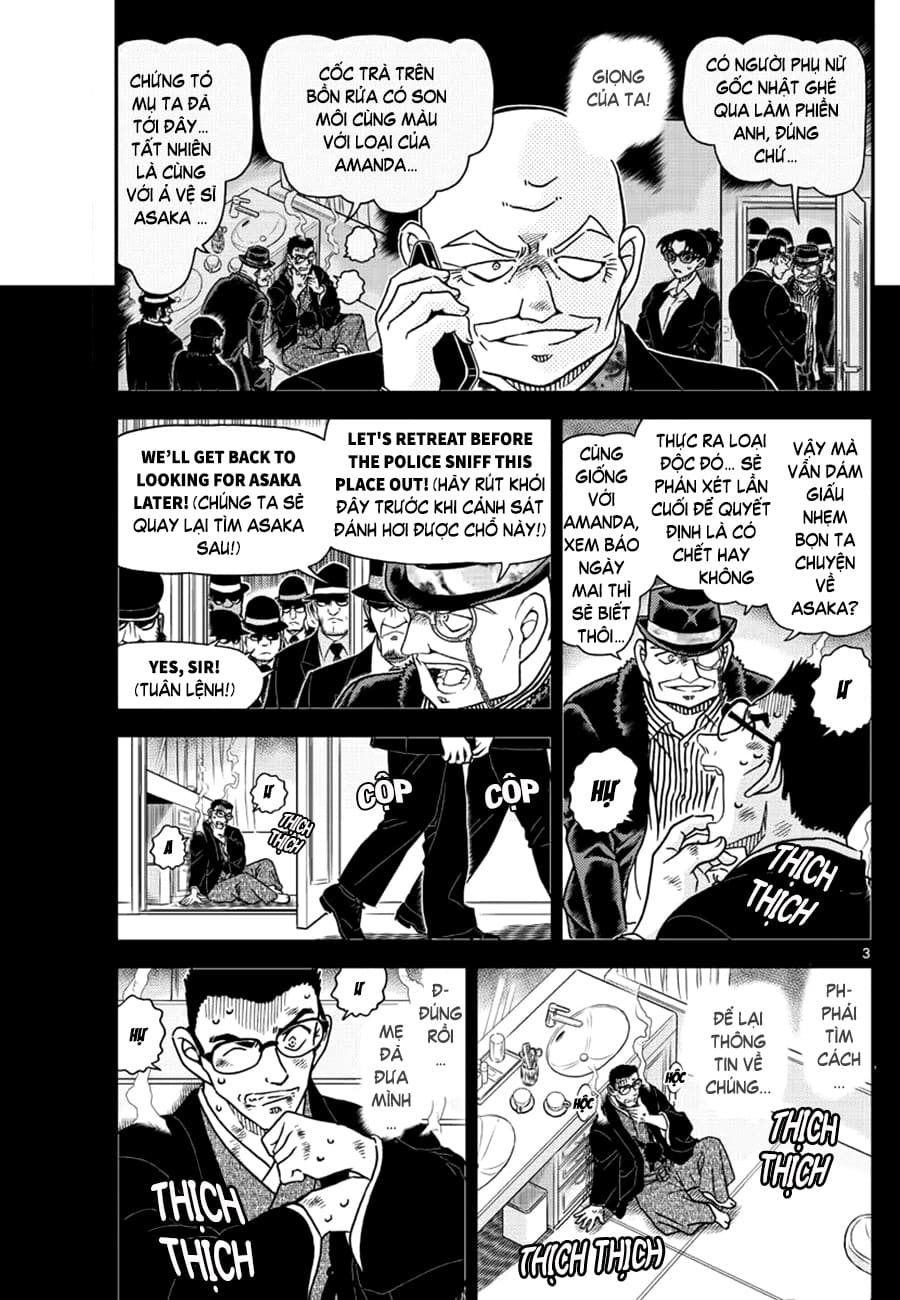 CÓ NGƯỜI PHỤ NỮ
GỐC NHẬT GHÉ
QUA LÀM PHIỀN
ANH, ĐÚNG
CHỨ...
GIỌNG
CỦA TA!
CỐC TRÀ TRÊN
BỒN RỬA CÓ SON
MÔI CÙNG MÀU
VỚI LOẠI CỦA
AMANDA...
CHỨNG TỎ
MỤ TA ĐÃ
TỚI ĐÂY...
TẤT NHIÊN
LÀ CÙNG
VỚI Ả VỆ SĨ
ASAKA ...
VẬY MÀ
VẪN DÁM
GIẤU
NHẸM
BỌN TA
CHUYỆN
VỀ
ASAKA?
THỰC RA LOẠI
ĐỘC ĐÓ... SẼ
PHÁN XÉT LẦN
CUỐI ĐỂ QUYẾT
ĐỊNH LÀ CÓ
CHẾT HAY
KHÔNG
CŨNG
GIỐNG
VỚI
AMANDA,
XEM BÁO
NGÀY
MAI THÌ
SẼ BIẾT
THÔI...
Ư
HỰ
THỊCH
THỊCH
LET'S RETREAT BEFORE
THE POLICE SNIFF THIS
PLACE OUT! (HÃY RÚT KHỎI
ĐÂY TRƯỚC KHI CẢNH SÁT
ĐÁNH HƠI ĐƯỢC CHỖ NÀY!)
WE'LL GET BACK TO
LOOKING FOR ASAKA
LATER! (CHÚNG TA SẼ
QUAY LẠI TÌM ASAKA
SAU!)
YES, SIR!
(TUÂN LỆNH!)
CỘP
CỘP
Ư
THỊCH
THỊCH
A
3
PH-
PHẢI
TÌM
CÁCH
...
ĐỂ LẠI
THÔNG
TIN VỀ
CHÚNG...
HỘC
HỘC
THỊCH
THỊCH
THỊCH THỊCH
Đ-
ĐÚNG
RỒI
...
MẸ
ĐÃ
ĐƯA
MÌNH
...
Ư
HỰ
THỊCH
THỊCH